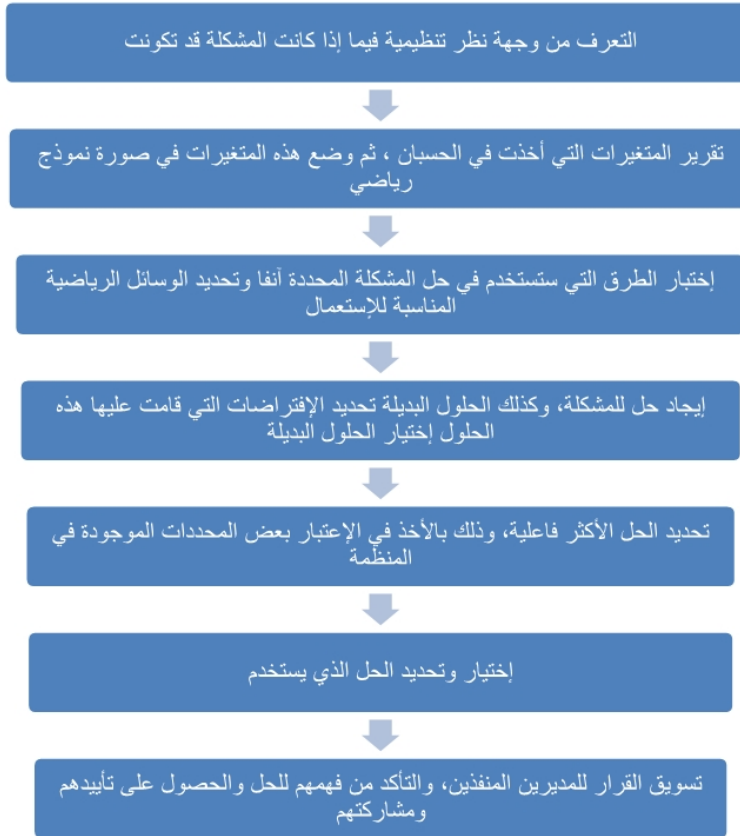 التعرف من وجهة نظر تنظيمية فيما إذا كانت المشكلة قد تكونت
تقرير المتغيرات التي أخذت في الحسبان ، ثم وضع هذه المتغيرات في صورة نموذج
رياضي
إختبار الطرق التي ستستخدم في حل المشكلة المحددة آنفا وتحديد الوسائل الرياضية
المناسبة للإستعمال
إيجاد حل للمشكلة، وكذلك الحلول البديلة تحديد الإفتراضات التي قامت عليها هذه
الحلول إختيار الحلول البديلة
تحديد الحل الأكثر فاعلية، وذلك بالأخذ في الإعتبار بعض المحددات الموجودة في
المنظمة
إختيار وتحديد الحل الذي يستخدم
تسويق القرار للمديرين المنفذين، والتأكد من فهمهم للحل والحصول على تأييدهم
ومشاركتهم